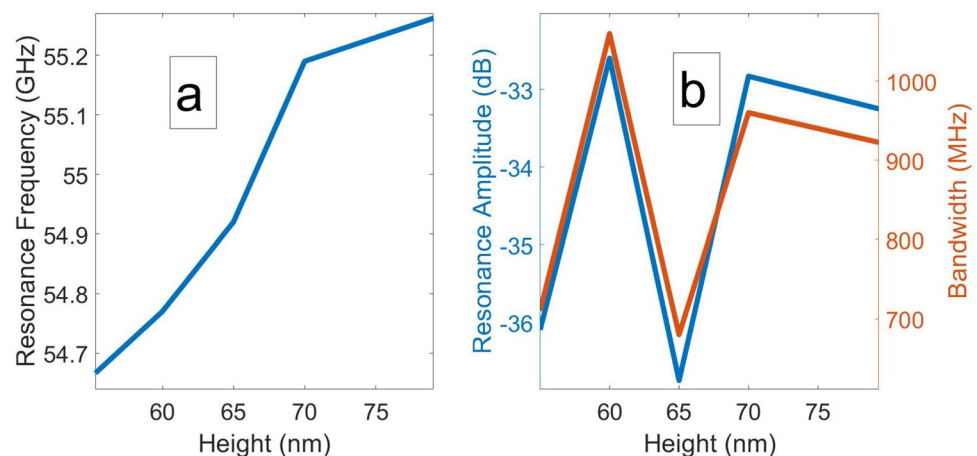 Resonance Frequency (GHz)
55.2
55.1
55
54.9
54.8
54.7
a
60 65 70 75
Height (nm)
Resonance Amplitude (dB)
-33
-34
-35
-36
b
60 65 70 75
Height (nm)
1000
900
800
700
Bandwidth (MHz)